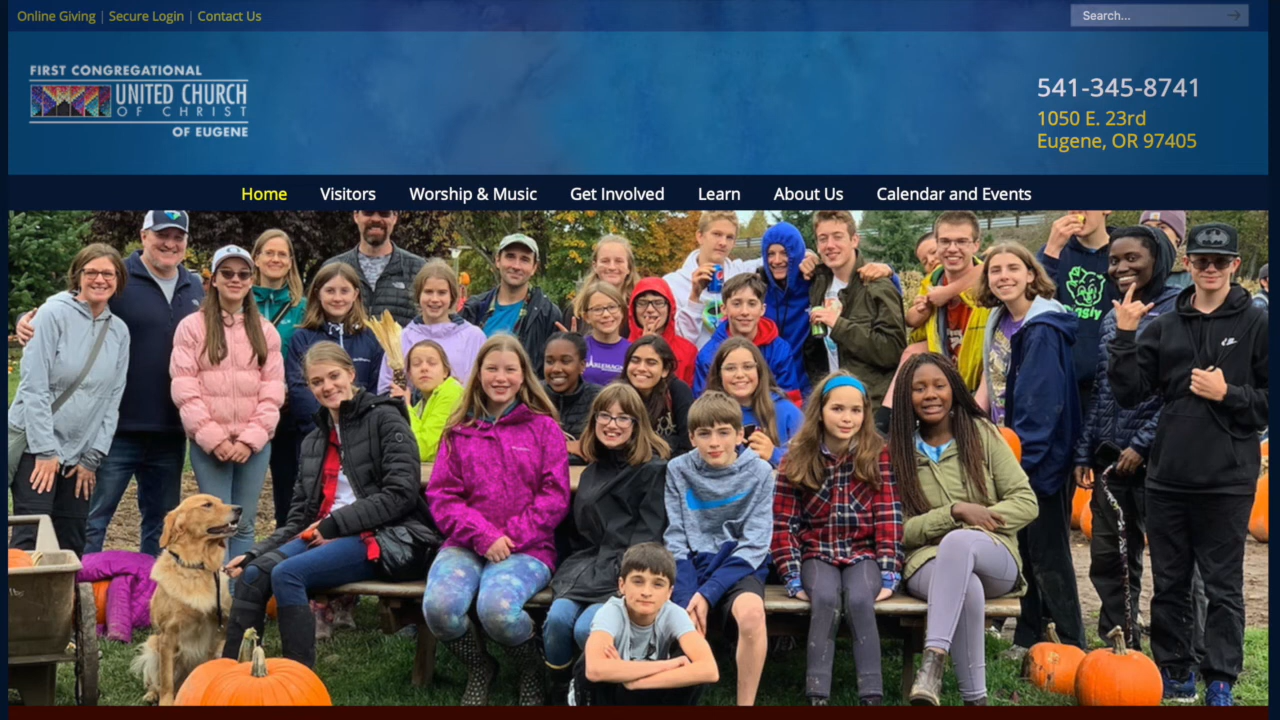 Online Giving | Secure Login | Contact Us
Search...
FIRST CONGREGATIONAL
UNITED CHURCH
OF CHRIST
OF EUGENE
541-345-8741
1050 E. 23rd
Eugene, OR 97405
Home Visitors Worship & Music Get Involved Learn About Us Calendar and Events